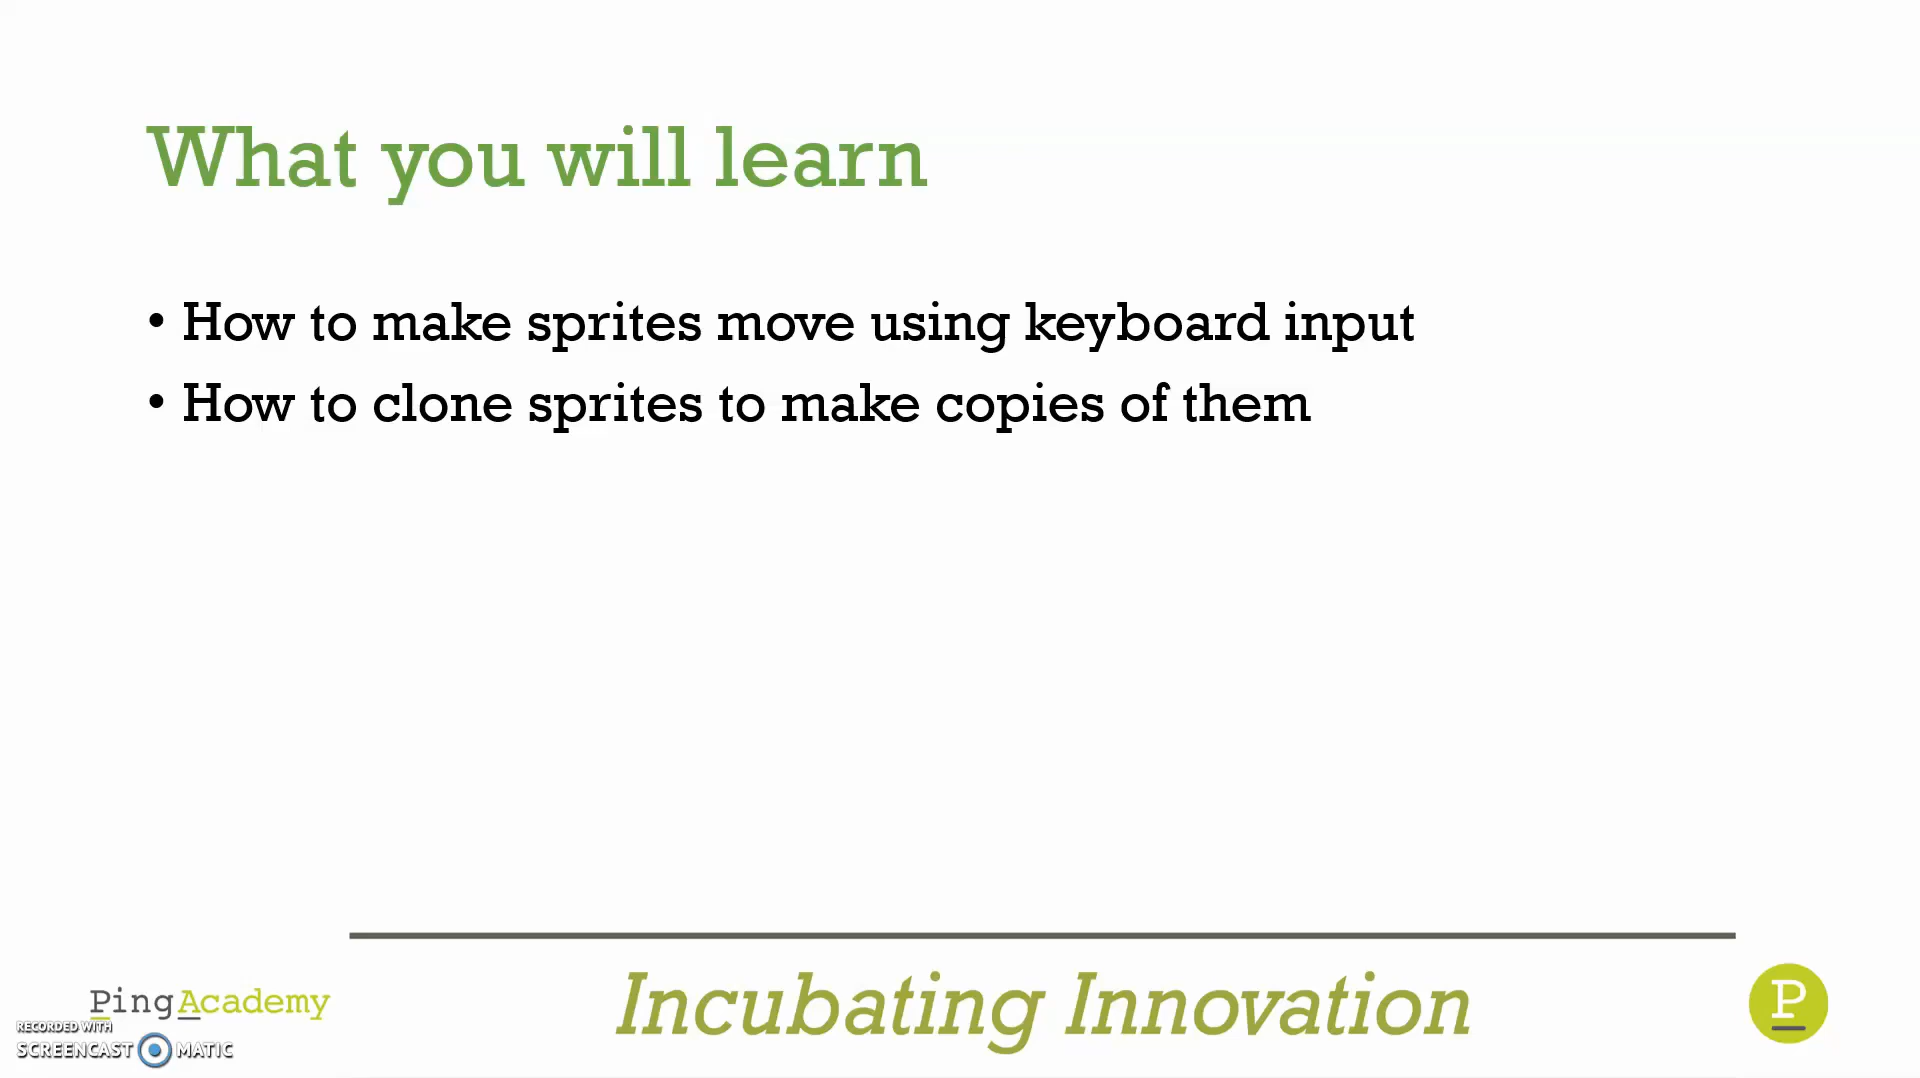 What you will learn
• How to make sprites move using keyboard input
• How to clone sprites to make copies of them
PingAcademy
Incubating Innovation
P
RECORDED WITH
SCREENCAST MATIC